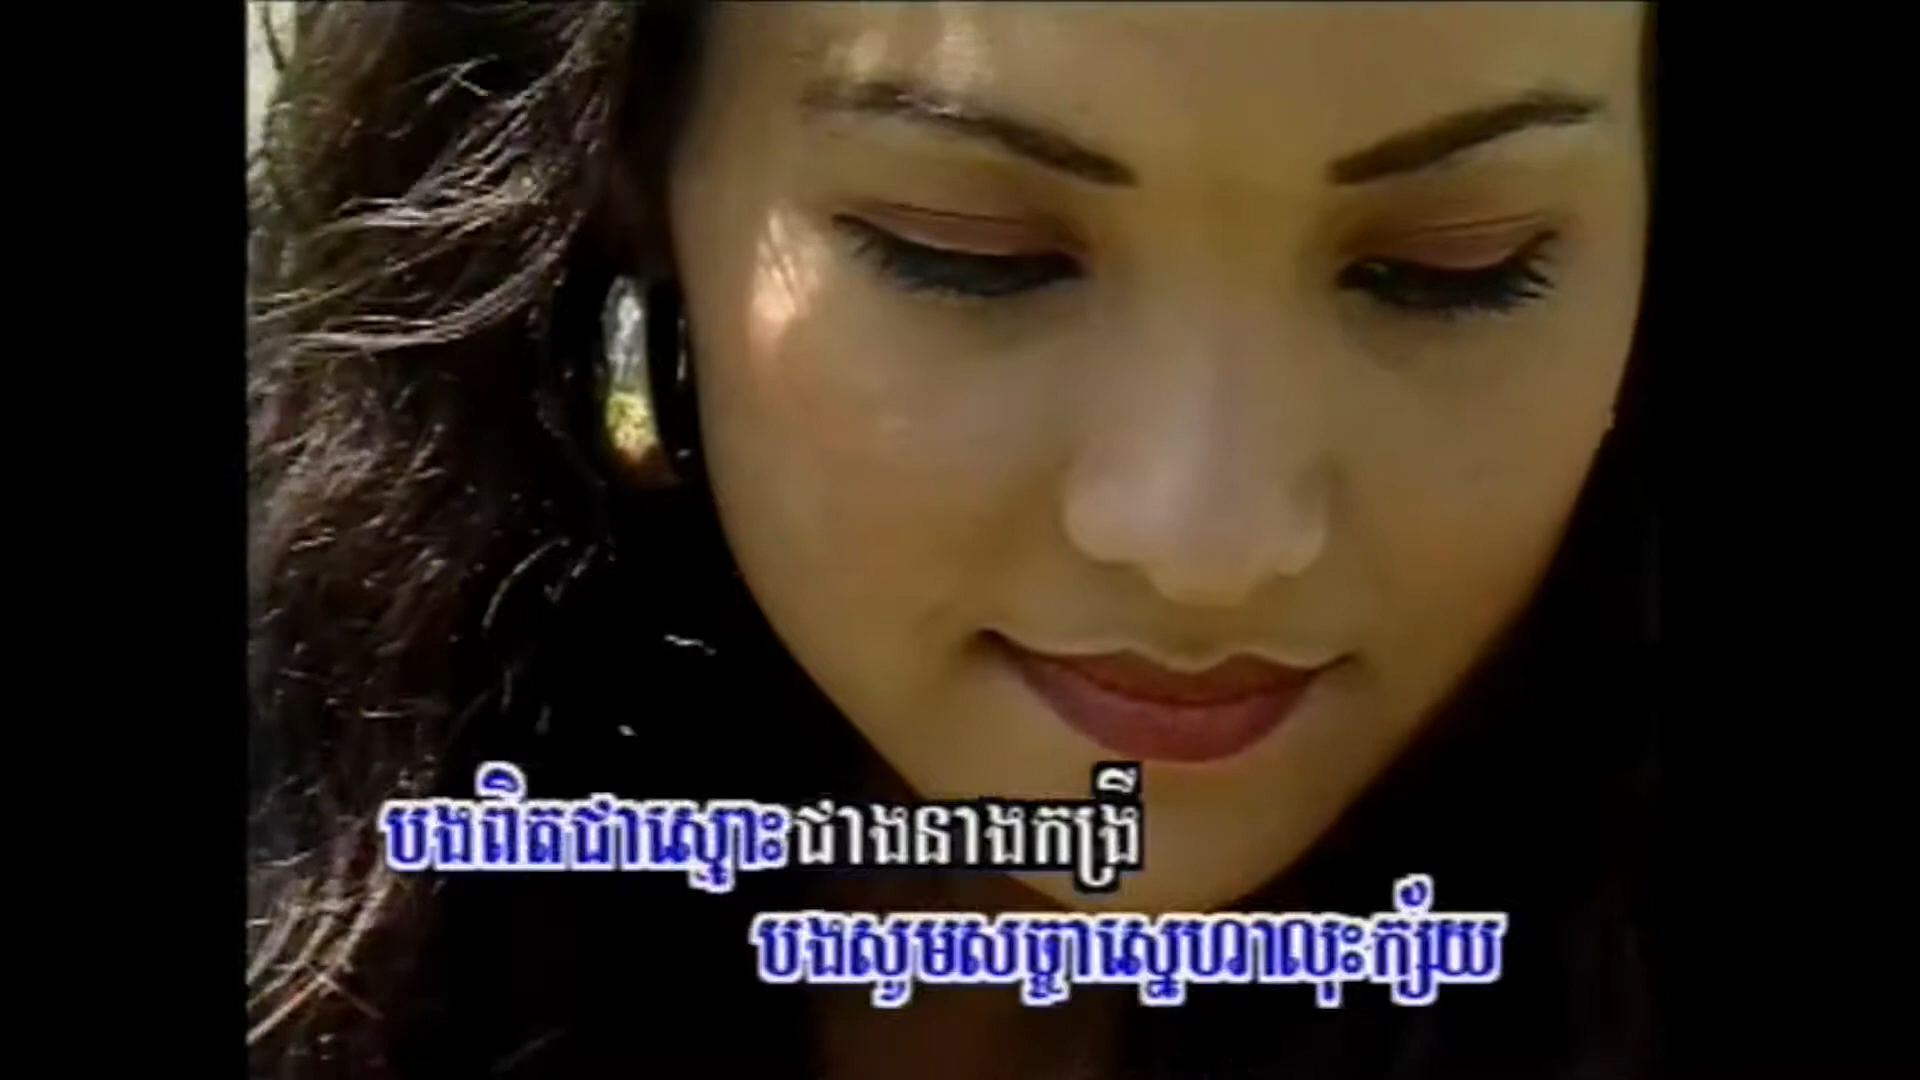 បងពិតជាស្មោះជាងនាងកង្រី
បងសូមសច្ចាស្នេហាលុះក្ស័យ